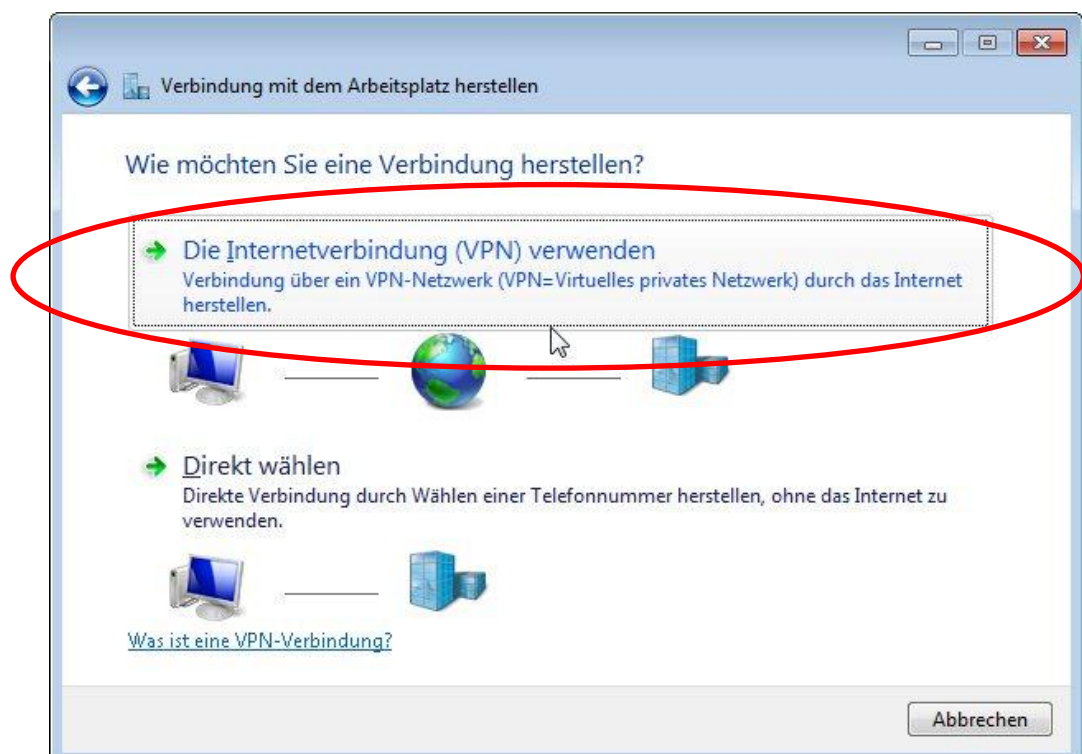 Verbindung mit dem Arbeitsplatz herstellen
Wie möchten Sie eine Verbindung herstellen?
Die Internetverbindung (VPN) verwenden
Verbindung über ein VPN-Netzwerk (VPN=Virtuelles privates Netzwerk) durch das Internet
herstellen.
Direkt wählen
Direkte Verbindung durch Wählen einer Telefonnummer herstellen, ohne das Internet zu
verwenden.
Was ist eine VPN-Verbindung?
Abbrechen